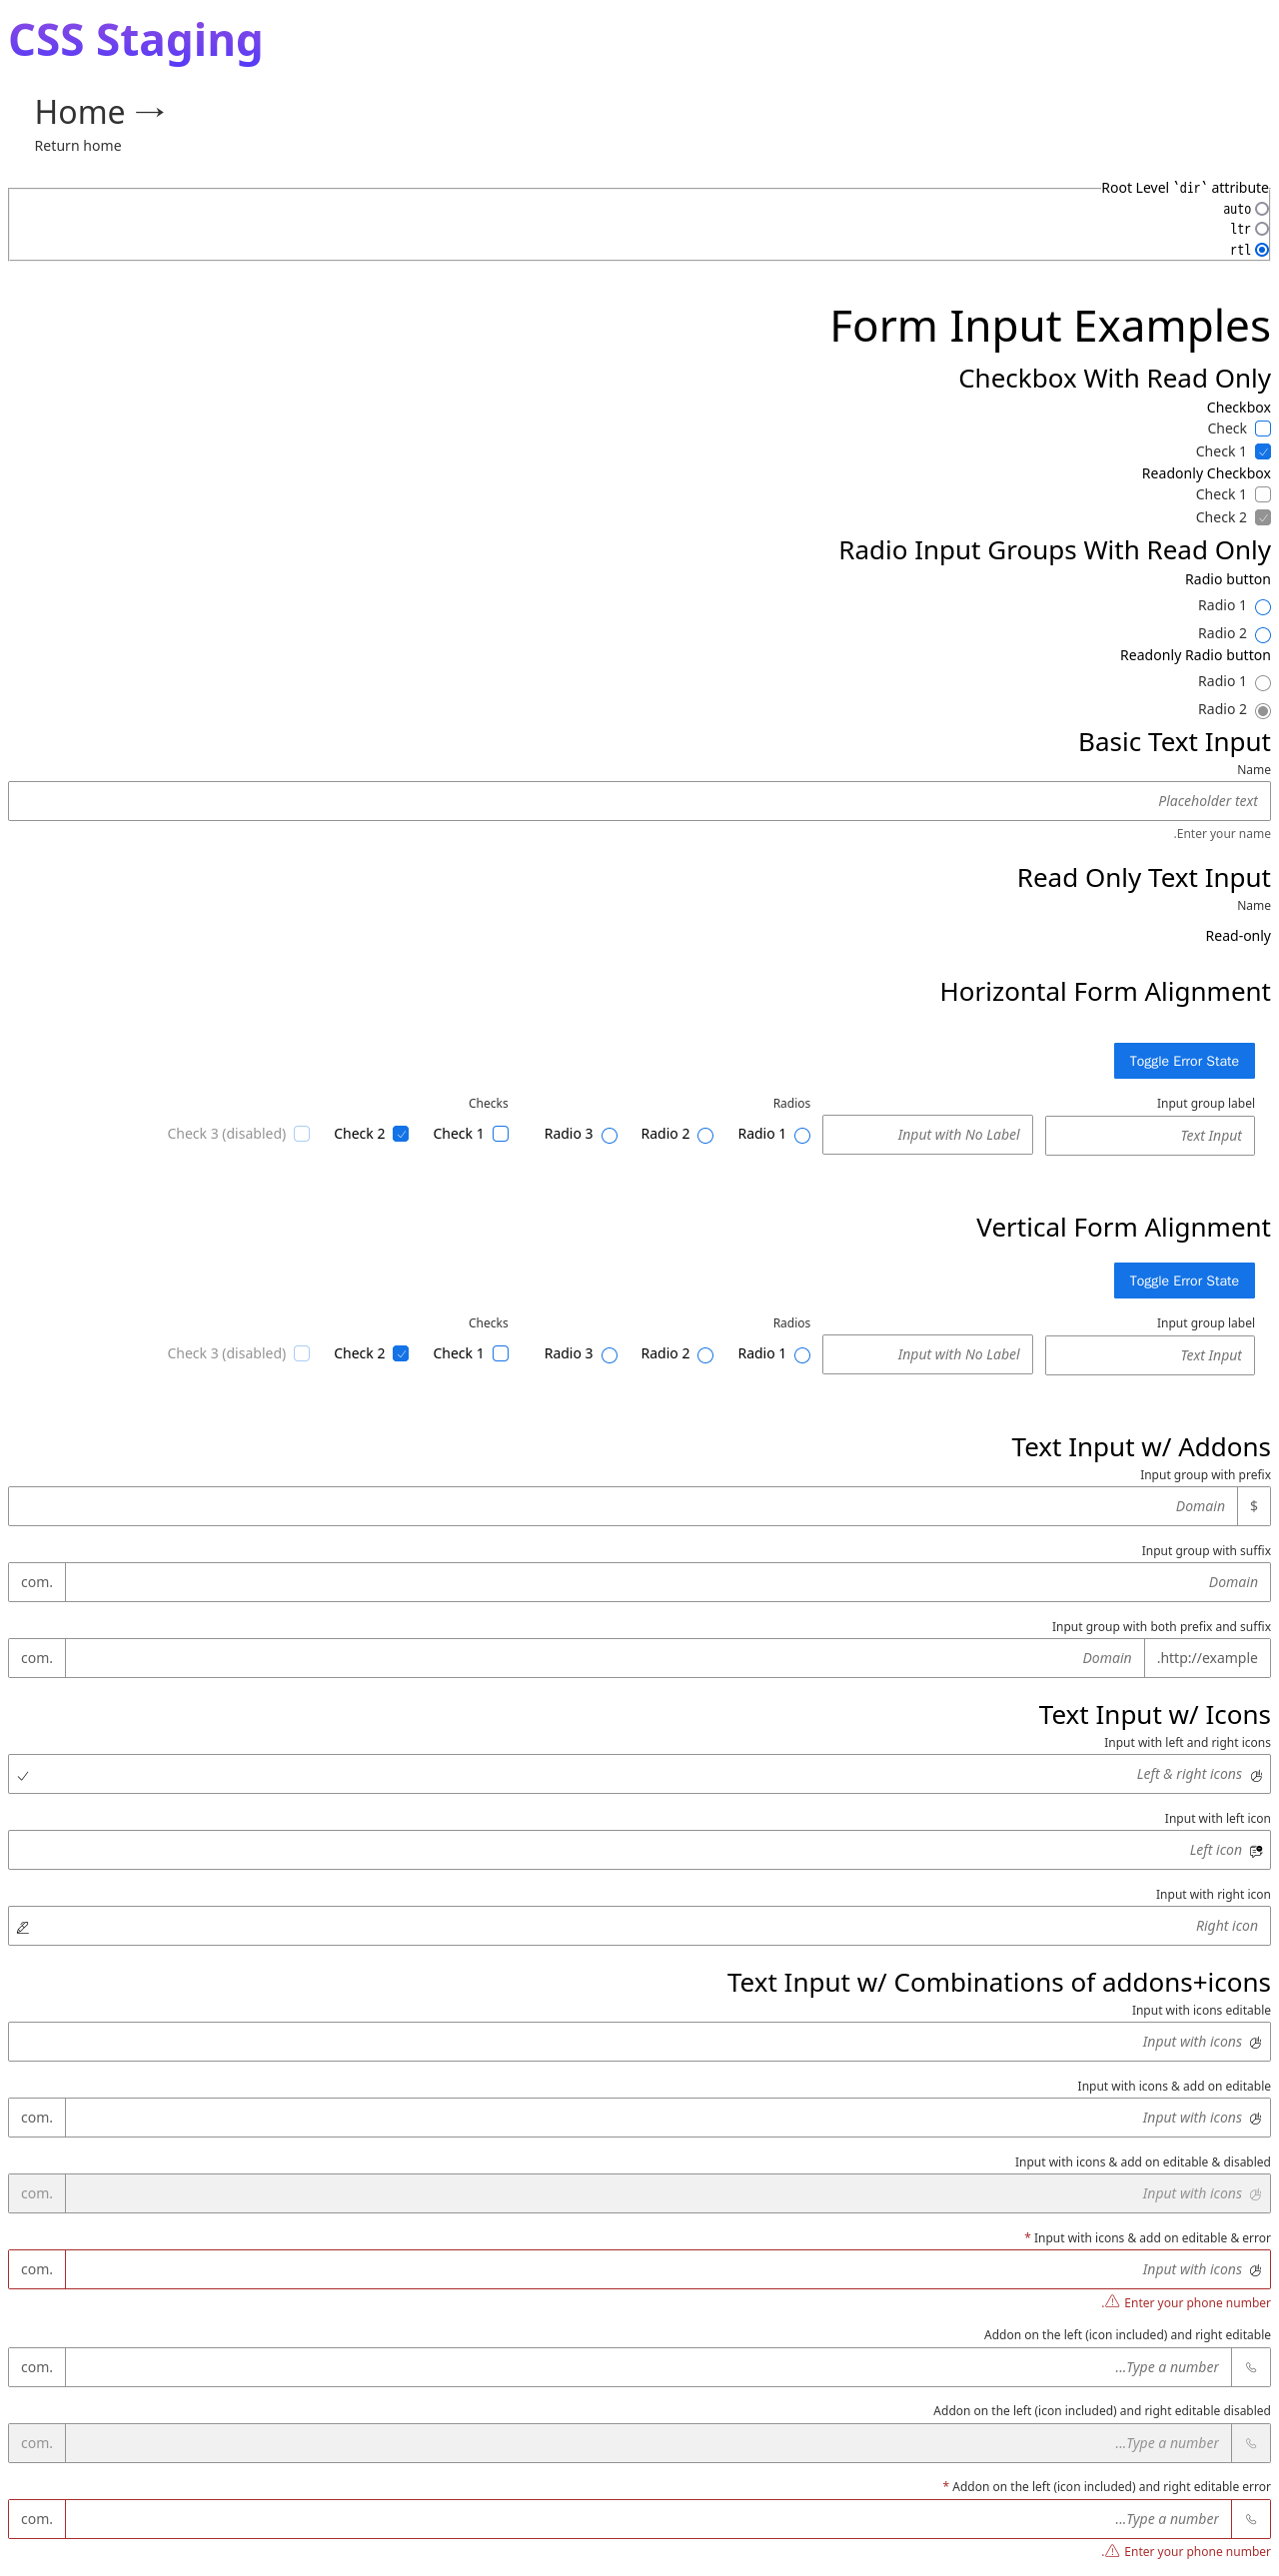 CSS Staging
Home →
Return home
Root Level `dir` attribute
auto
ltr
rtl
Form Input Examples
Checkbox With Read Only
Checkbox
Check
Check 1
Readonly Checkbox
Check 1
Check 2
Radio Input Groups With Read Only
Radio button
Radio 1
Radio 2
Readonly Radio button
Radio 1
Radio 2
Basic Text Input
Name
Placeholder text
.Enter your name
Read Only Text Input
Name
Read-only
Horizontal Form Alignment
Toggle Error State
Checks Radios Input group label
Check 3 (disabled) Check 2 Check 1 Radio 3 Radio 2 Radio 1 Input with No Label Text Input
Vertical Form Alignment
Toggle Error State
Checks Radios Input group label
Check 3 (disabled) Check 2 Check 1 Radio 3 Radio 2 Radio 1 Input with No Label Text Input
Text Input w/ Addons
Input group with prefix
Domain $
Input group with suffix
com. Domain
Input group with both prefix and suffix
com. Domain .http://example
Text Input w/ Icons
Input with left and right icons
Left & right icons
Input with left icon
Left icon
Input with right icon
Right icon
Text Input w/ Combinations of addons+icons
Input with icons editable
Input with icons
Input with icons & add on editable
com. Input with icons
Input with icons & add on editable & disabled
com. Input with icons
* Input with icons & add on editable & error
com. Input with icons
. Enter your phone number
Addon on the left (icon included) and right editable
com. ...Type a number
Addon on the left (icon included) and right editable disabled
com. ...Type a number
* Addon on the left (icon included) and right editable error
com. ...Type a number
. Enter your phone number